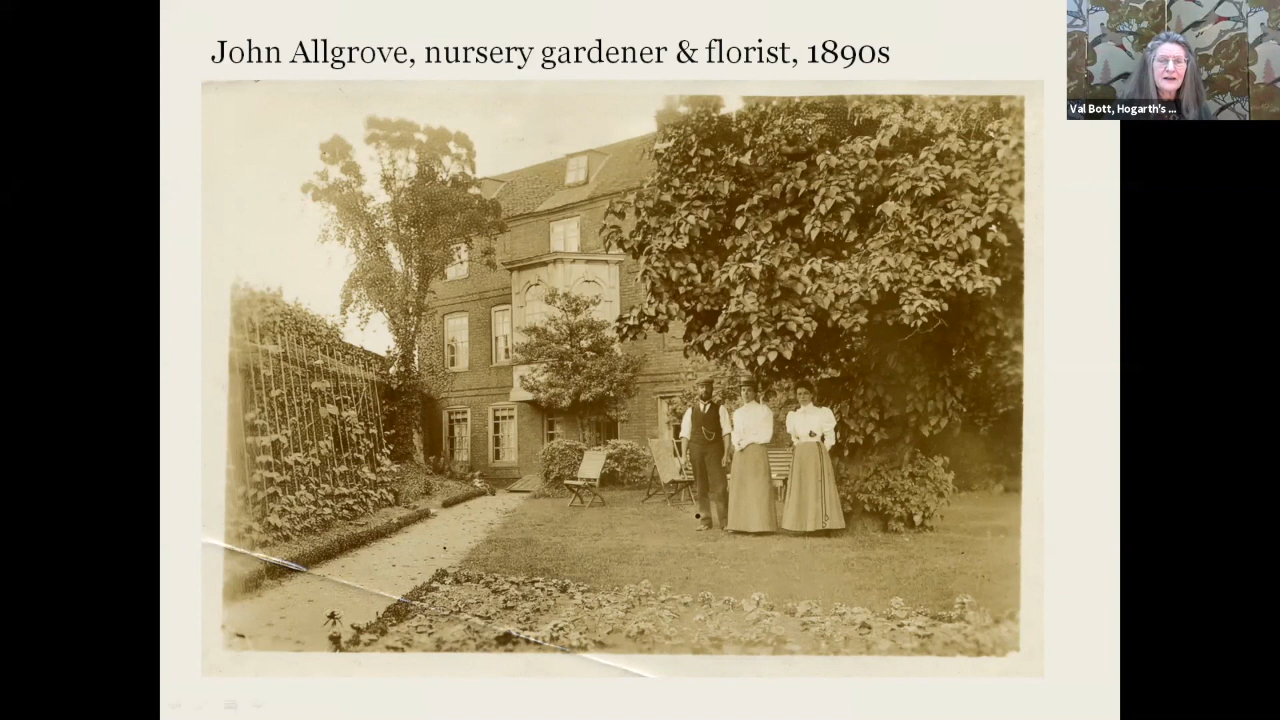 John Allgrove, nursery gardener & florist, 1890s
Val Bott, Hogarth's ...